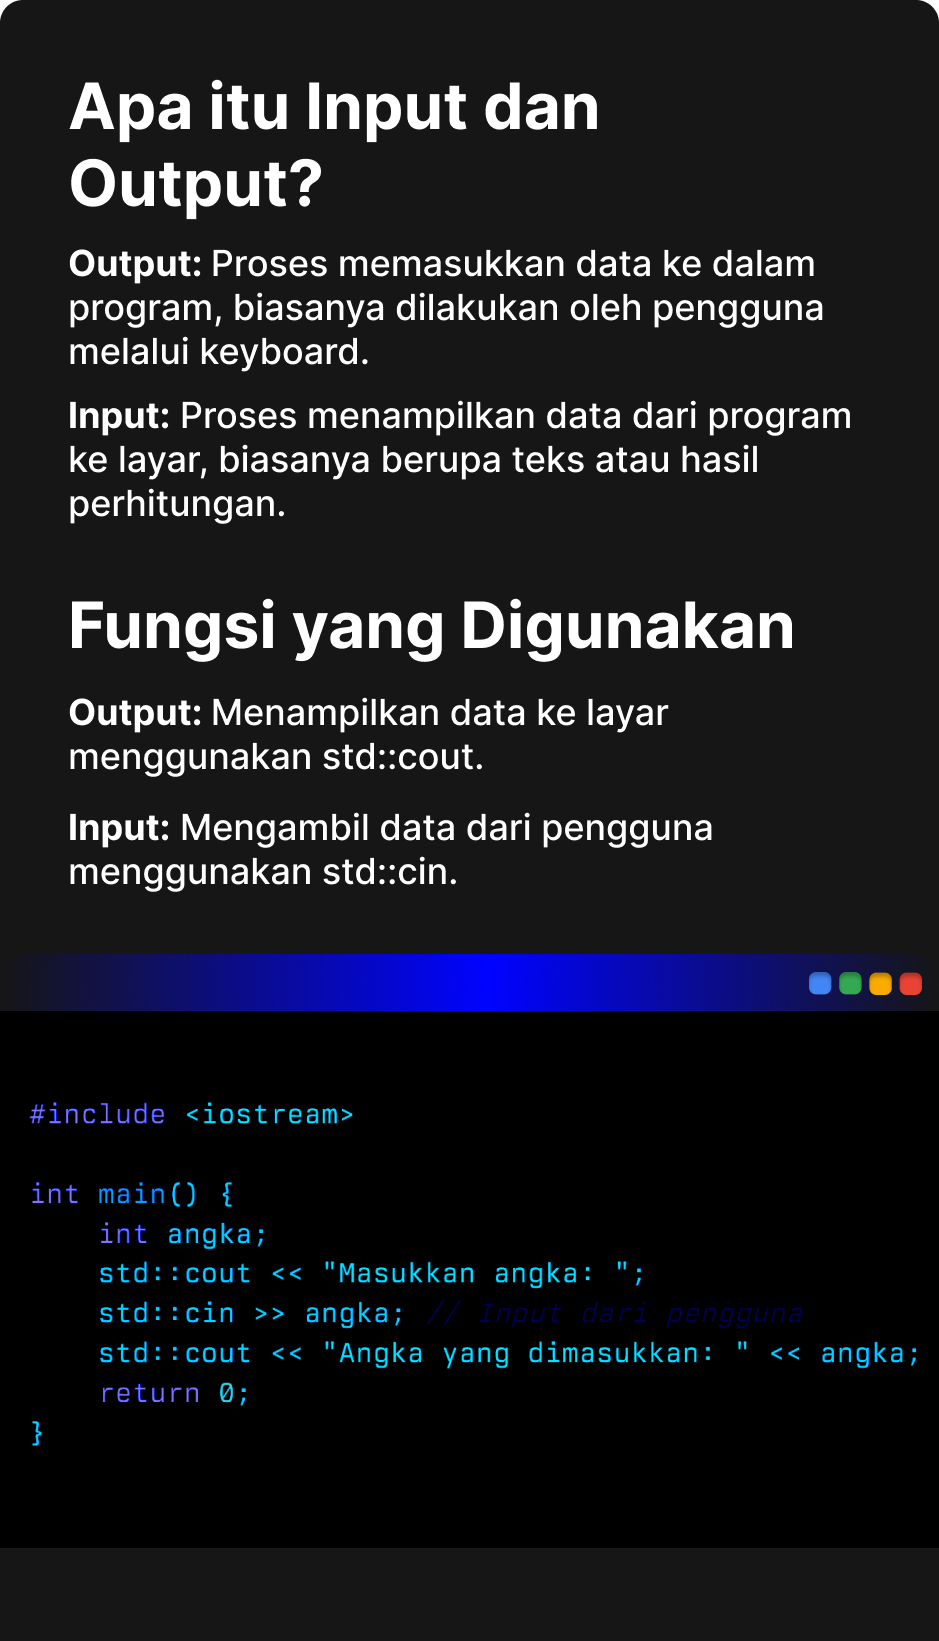 Apa itu Input dan
Output?
Output: Proses memasukkan data ke dalam
program, biasanya dilakukan oleh pengguna
melalui keyboard.
Input: Proses menampilkan data dari program
ke layar, biasanya berupa teks atau hasil
perhitungan.
Fungsi yang Digunakan
Output: Menampilkan data ke layar
menggunakan std::cout.
Input: Mengambil data dari pengguna
menggunakan std::cin.
#include <iostream>
int main() {
    int angka;
    std::cout << "Masukkan angka: ";
    std::cin >> angka; // Input dari pengguna
    std::cout << "Angka yang dimasukkan: " << angka;
    return 0;
}